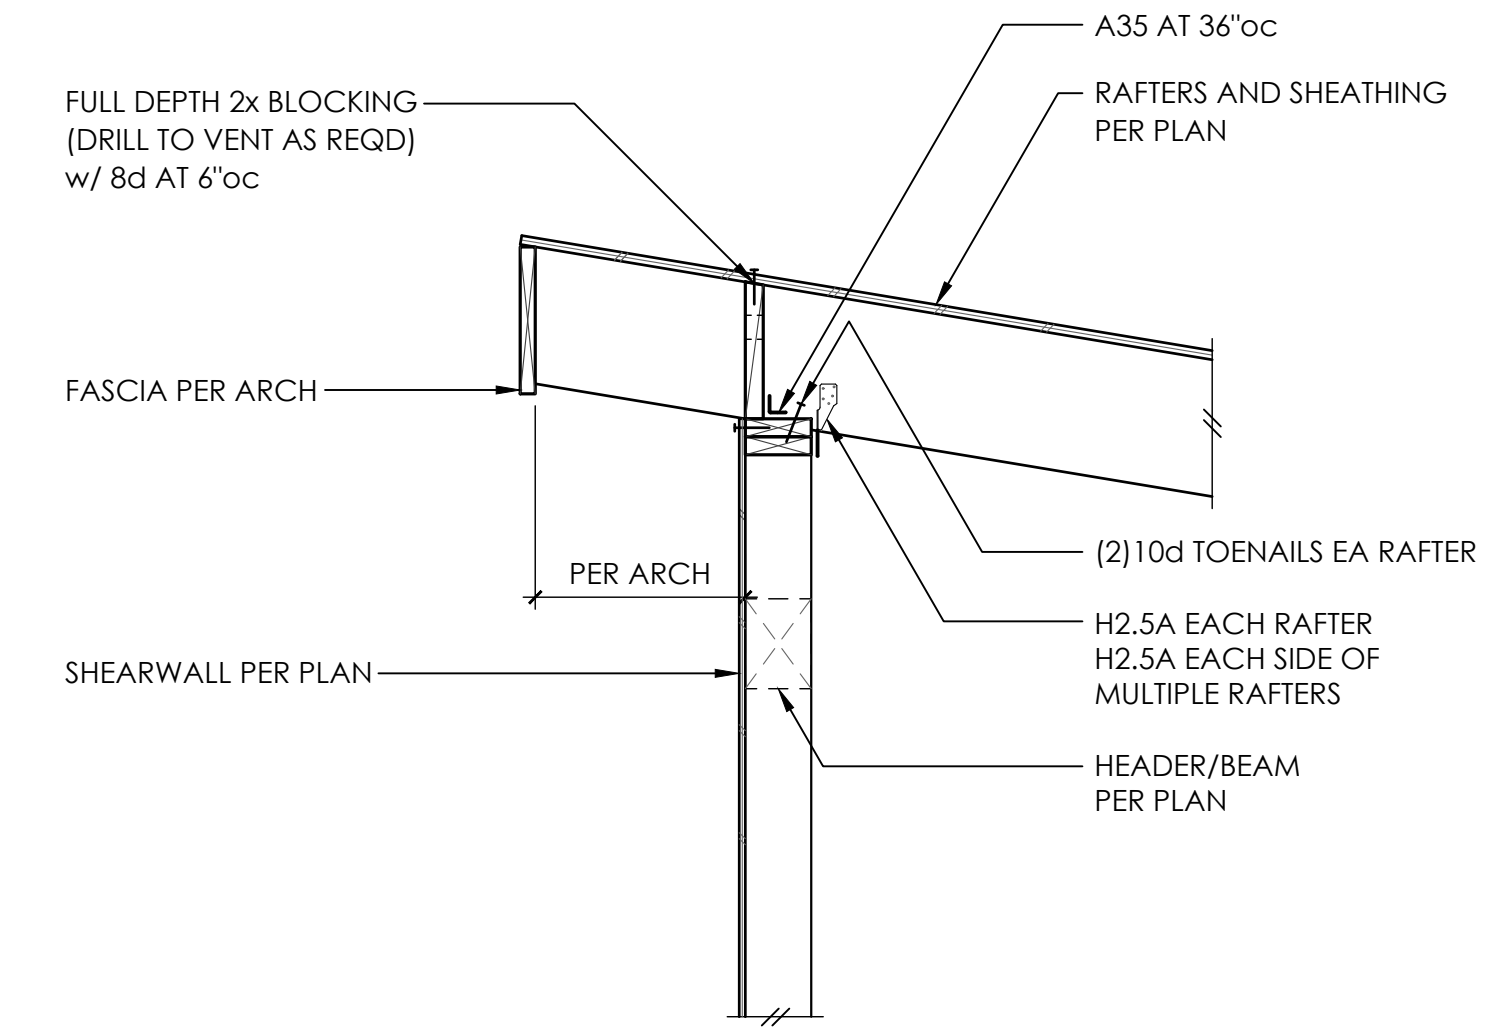 A35 AT 36"oc
FULL DEPTH 2x BLOCKING
(DRILL TO VENT AS REQD)
w/ 8d AT 6"oc
RAFTERS AND SHEATHING
PER PLAN
FASCIA PER ARCH
(2)10d TOENAILS EA RAFTER
PER ARCH
H2.5A EACH RAFTER
H2.5A EACH SIDE OF
MULTIPLE RAFTERS
SHEARWALL PER PLAN
HEADER/BEAM
PER PLAN